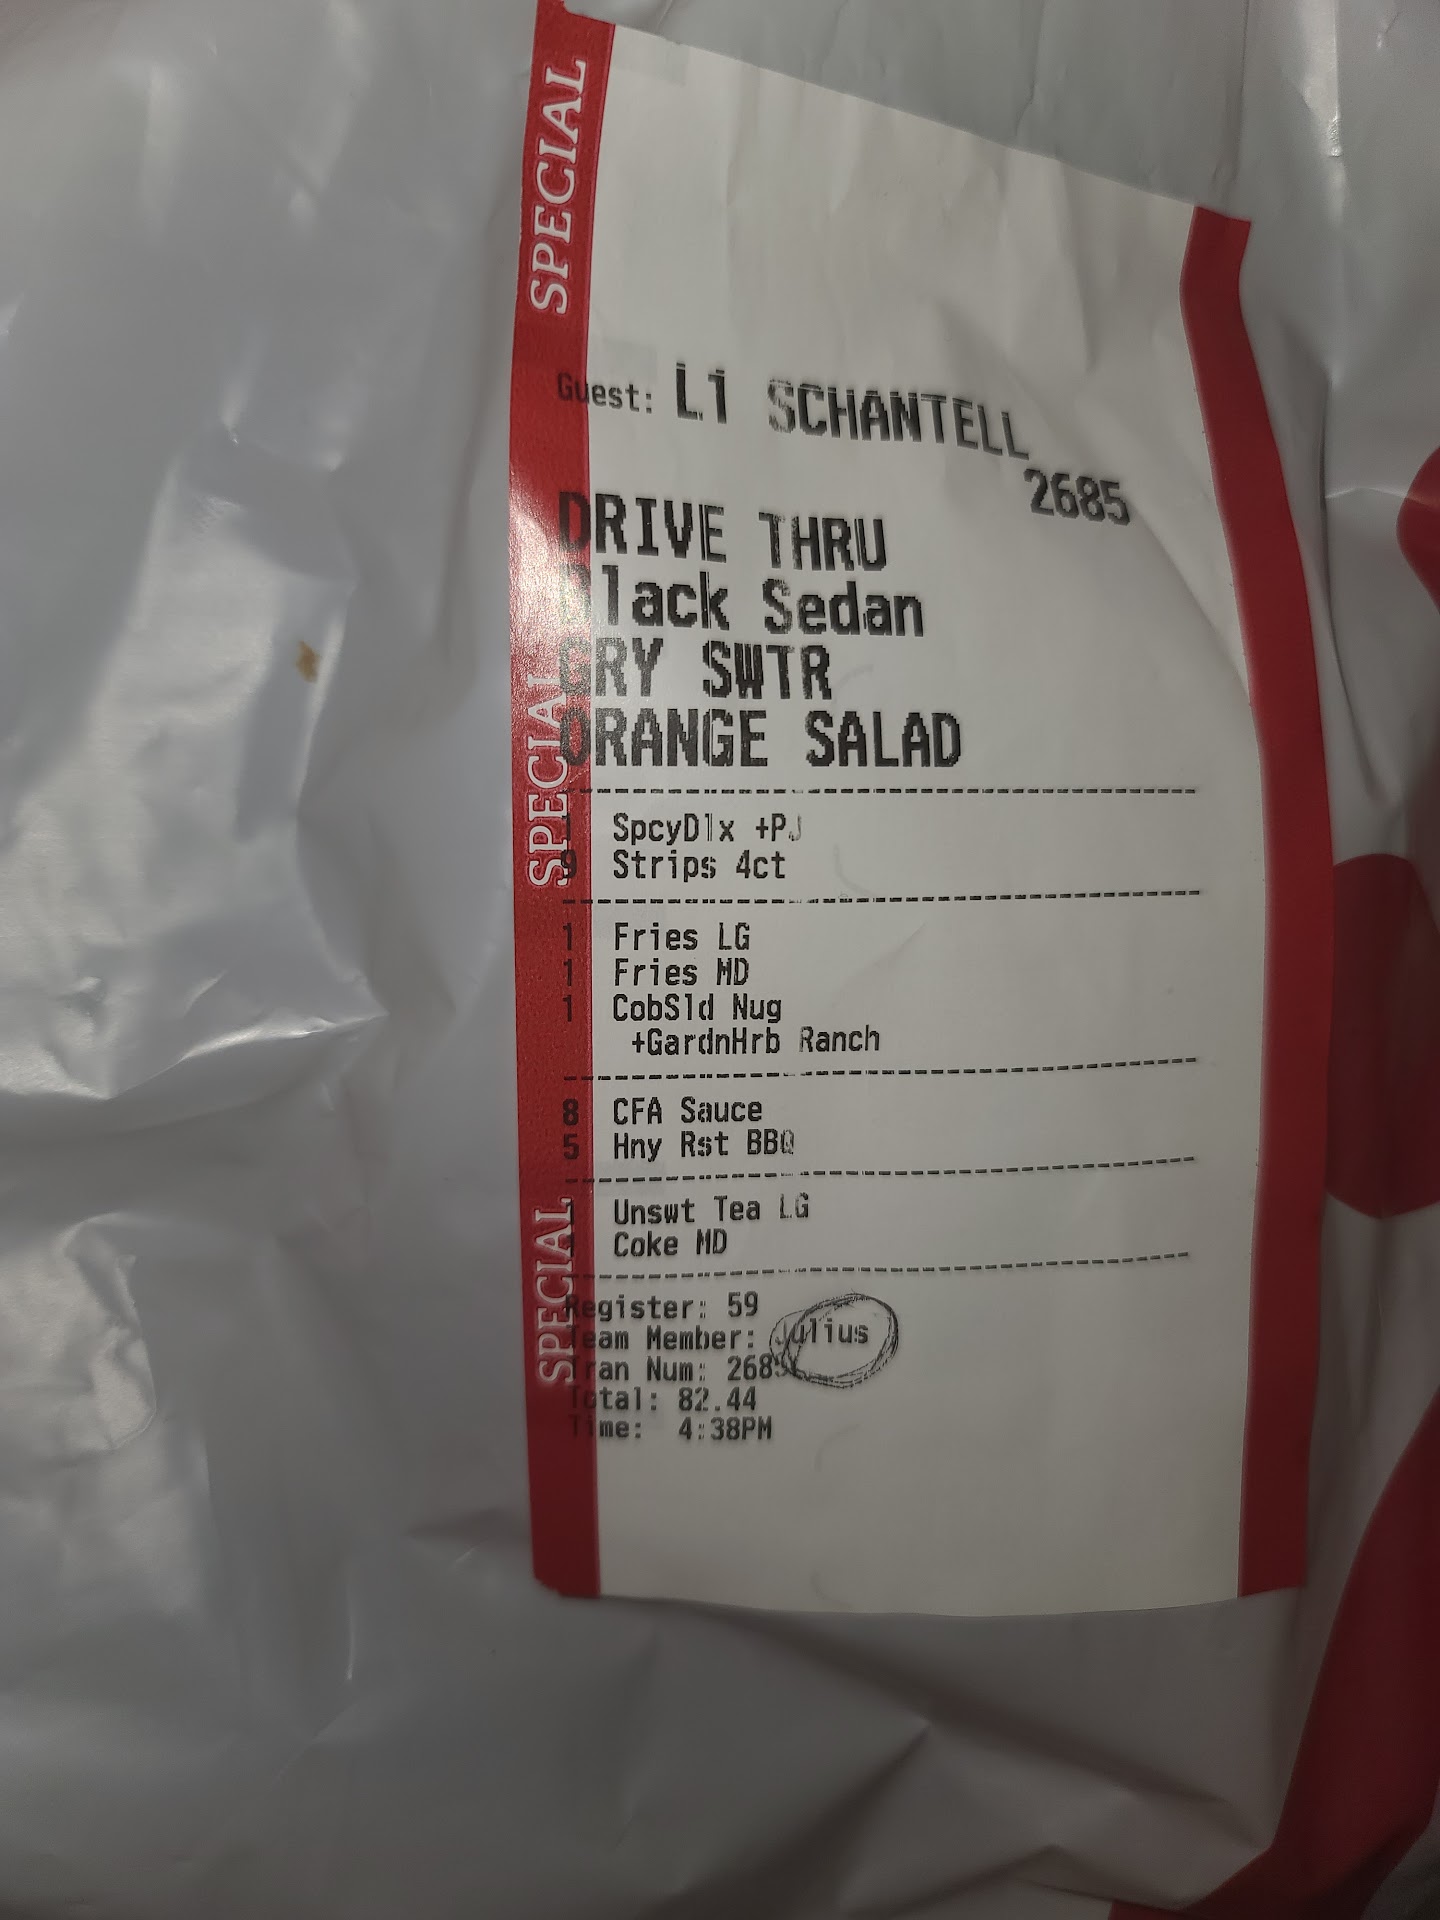 SPECIAL
Guest: L1 SCHANTELL
2685
DRIVE THRU
Black Sedan
GRY SWTR
ORANGE SALAD
SPECIAL
1 SpcyDlx +PJ
9 Strips 4ct
1 Fries LG
1 Fries MD
1 CobSld Nug
+GardnHrb Ranch
8 CFA Sauce
5 Hny Rst BBQ
1 Unswt Tea LG
1 Coke MD
SPECIAL
Register: 59
Team Member: Julius
Tran Num: 2685
Total: 82.44
Time: 4:38PM